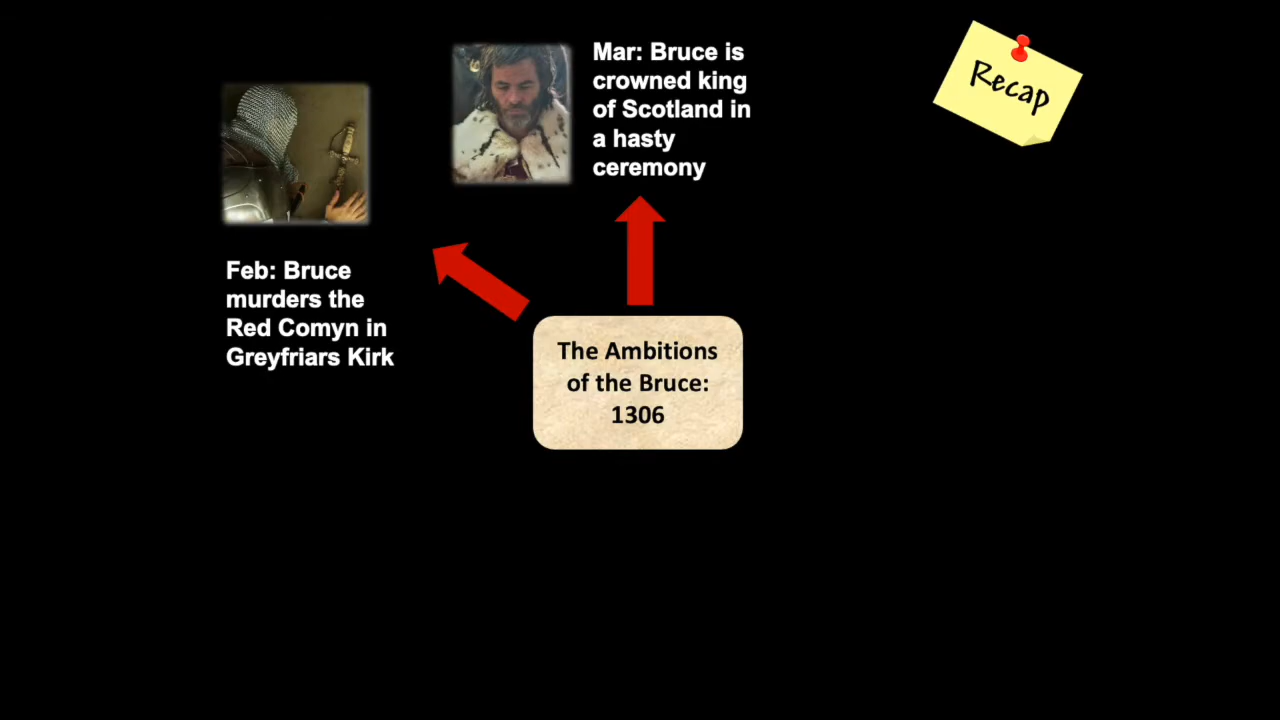 Mar: Bruce is
crowned king
of Scotland in
a hasty
ceremony
Recap
Feb: Bruce
murders the
Red Comyn in
Greyfriars Kirk
The Ambitions
of the Bruce:
1306